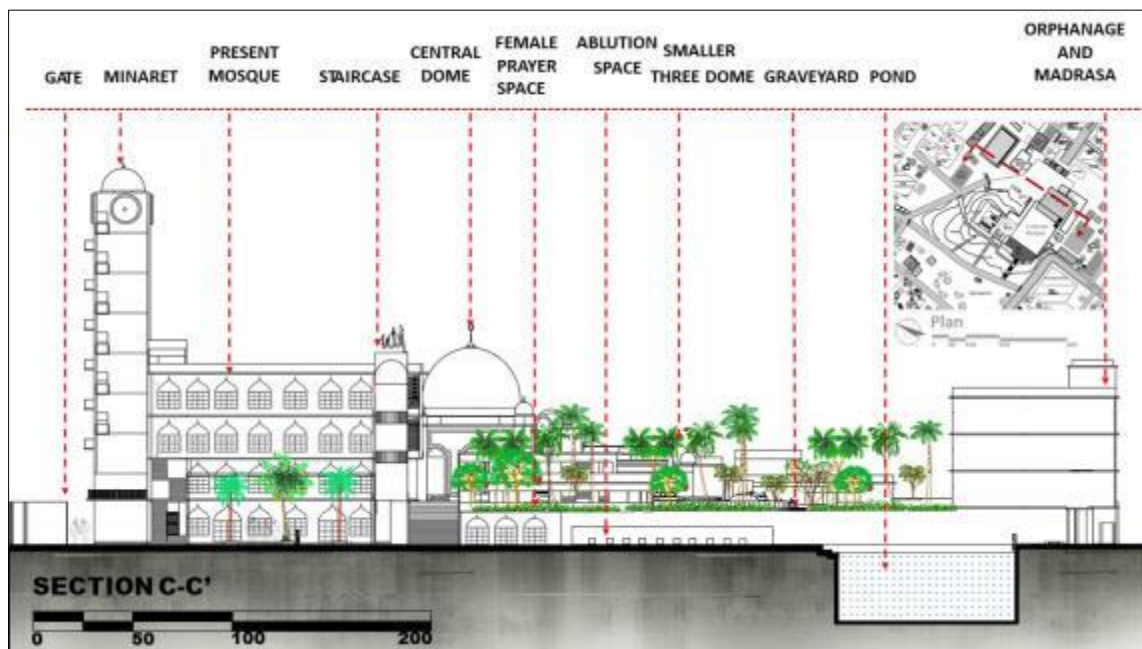 GATE
MINARET
PRESENT
MOSQUE
STAIRCASE
CENTRAL
DOME
FEMALE
PRAYER
SPACE
ABLUTION
SPACE
SMALLER
THREE DOME
GRAVEYARD
POND
ORPHANAGE
AND
MADRASA
Plan
SECTION C-C'
0 50 100 200